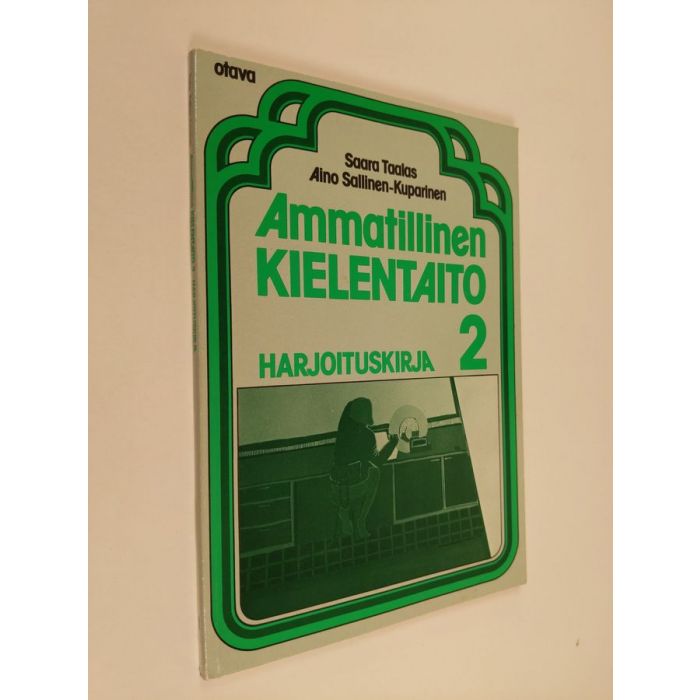 otava
Saara Taalas
Aino Sallinen-Kuparinen
Ammatillinen
KIELENTAITO
2
HARJOITUSKIRJA